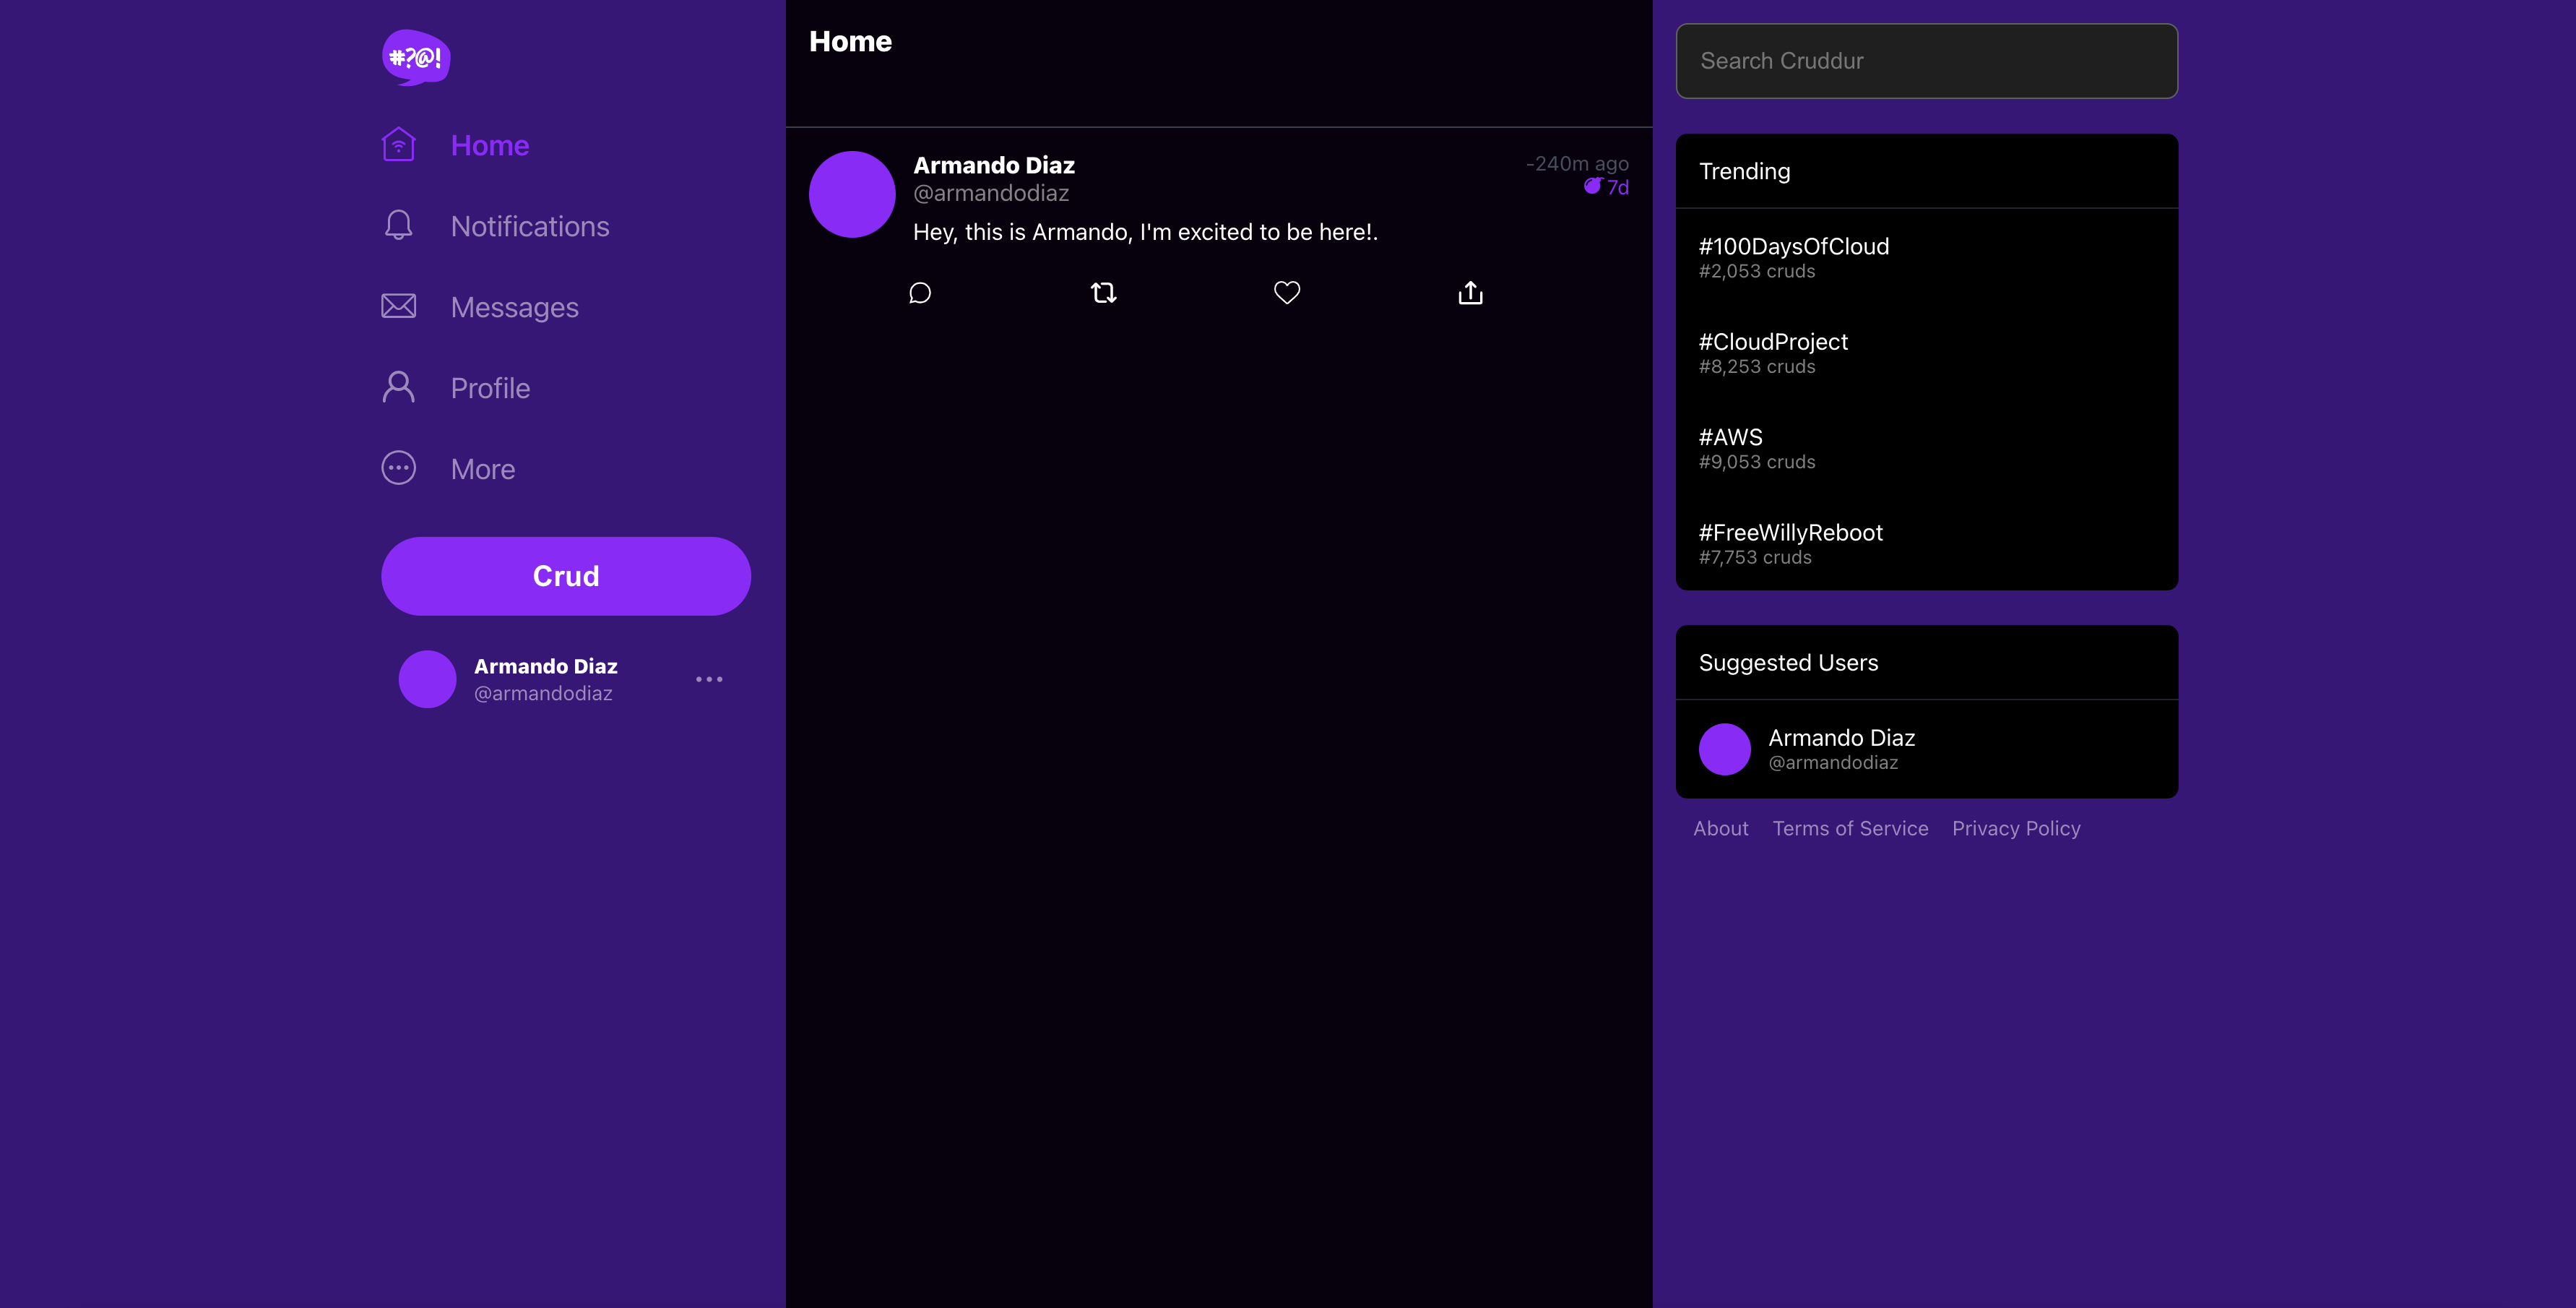 #?@!
Home
Notifications
Messages
Profile
More
Crud
Armando Diaz
@armandodiaz
Home
Armando Diaz
@armandodiaz
-240m ago
7d
Hey, this is Armando, I'm excited to be here!.
Search Cruddur
Trending
#100DaysOfCloud
#2,053 cruds
#CloudProject
#8,253 cruds
#AWS
#9,053 cruds
#FreeWillyReboot
#7,753 cruds
Suggested Users
Armando Diaz
@armandodiaz
About Terms of Service Privacy Policy